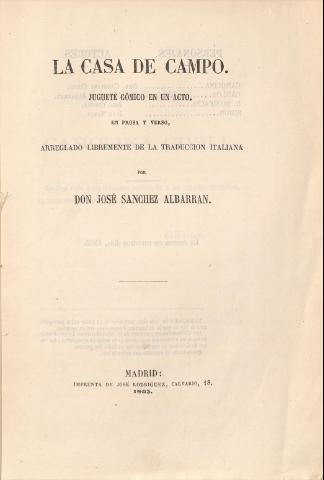 LA CASA DE CAMPO.
JUGUETE CÓMICO EN UN ACTO,
EN PROSA Y VERSO,
ARREGLADO LIBREMENTE DE LA TRADUCCION ITALIANA
POR
DON JOSÉ SANCHEZ ALBARRAN.
MADRID:
IMPRENTA DE JOSÉ RODRIGUEZ, CALVARIO, 18.